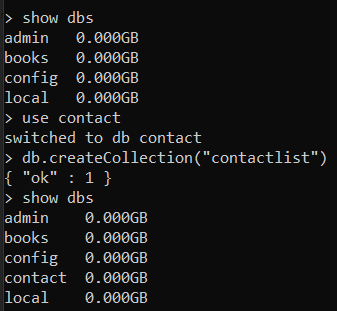 > show dbs
admin   0.000GB
books   0.000GB
config  0.000GB
local   0.000GB
> use contact
switched to db contact
> db.createCollection("contactlist")
{ "ok" : 1 }
> show dbs
admin    0.000GB
books    0.000GB
config   0.000GB
contact  0.000GB
local    0.000GB